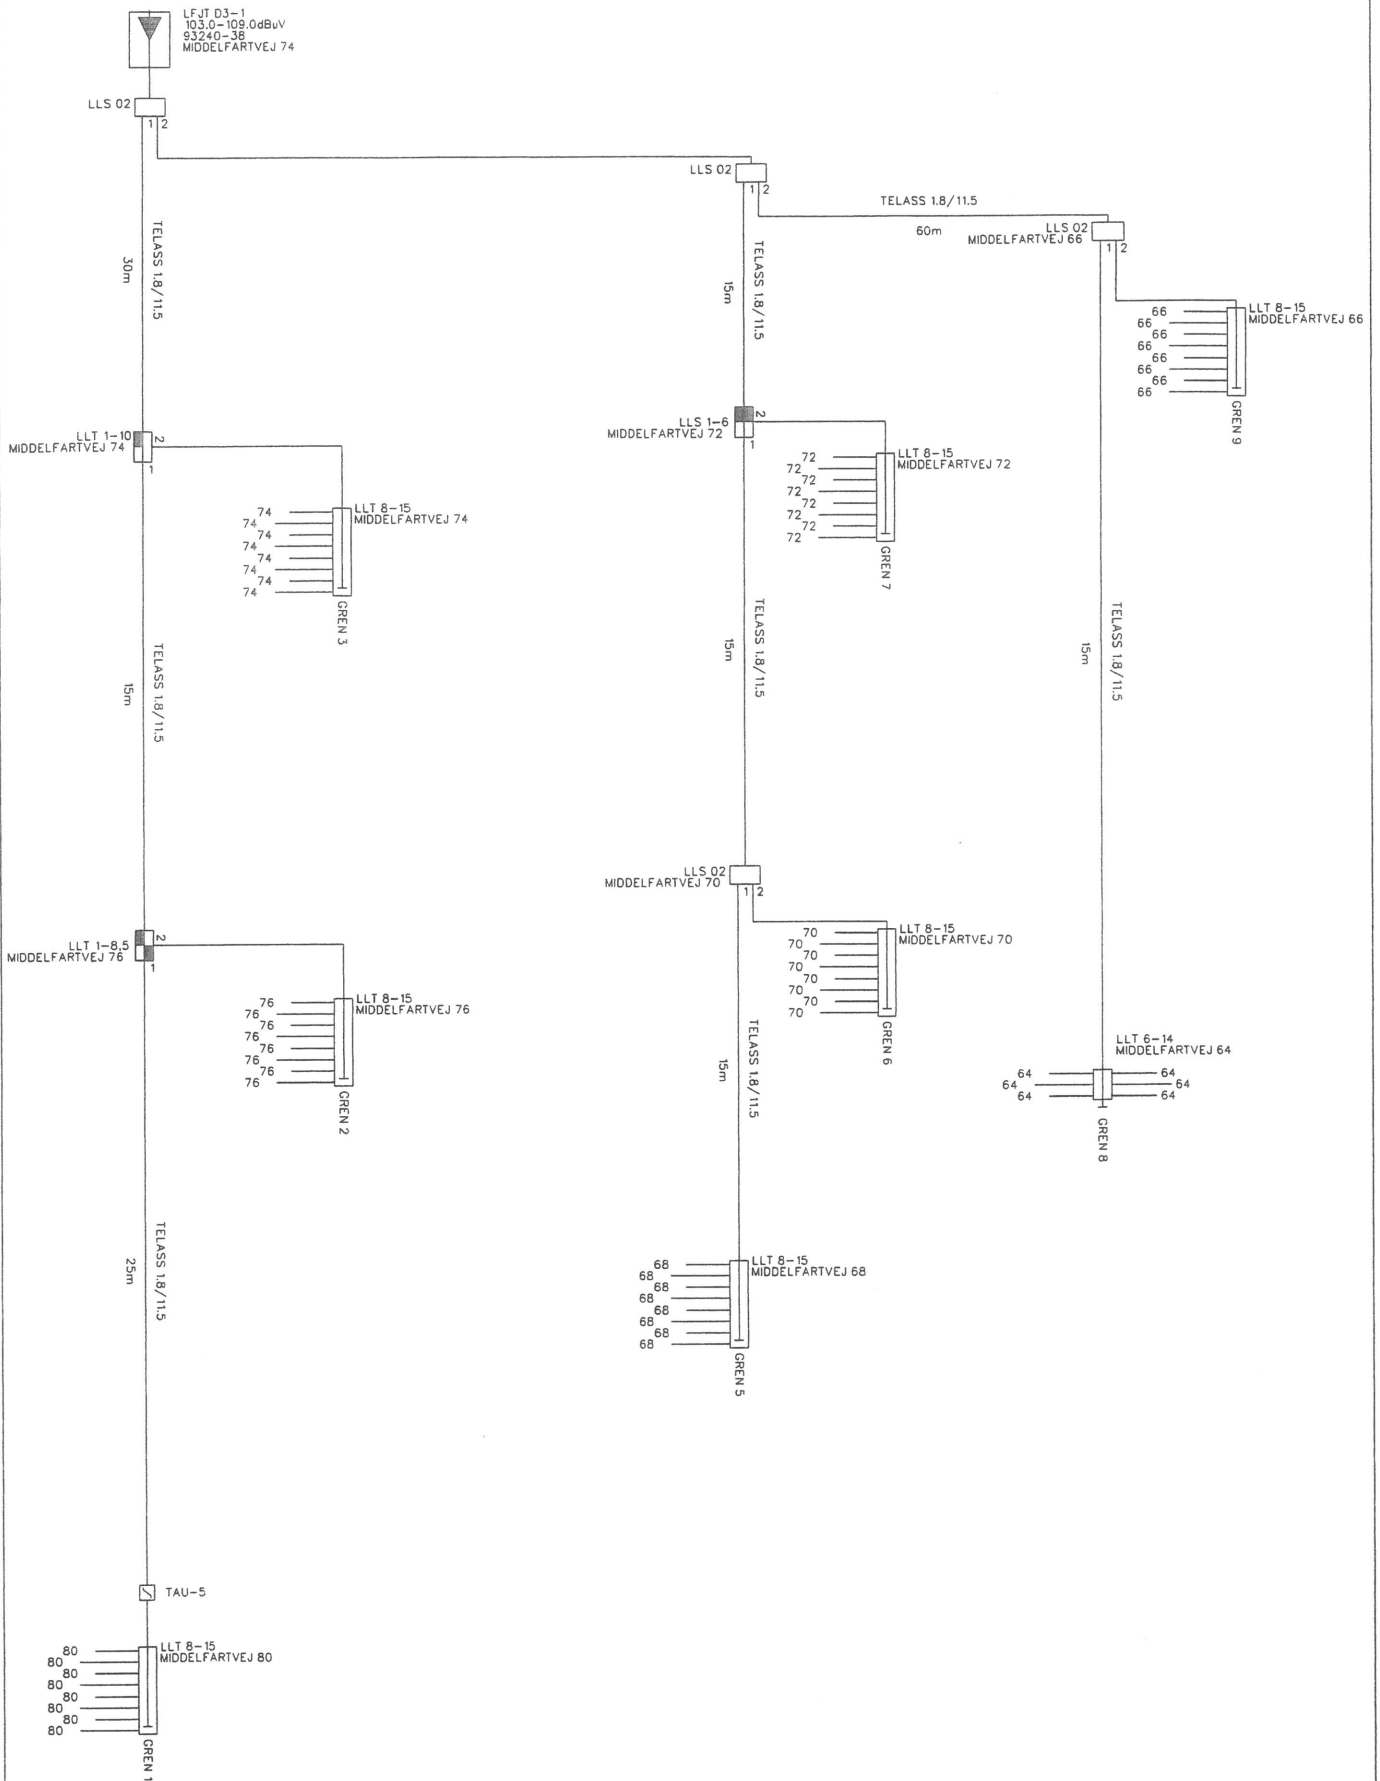 LFJT D3-1
103.0-109.0dBuV
93240-38
MIDDELFARTVEJ 74
LLS 02
1 2
LLS 02
1 2
TELASS 1.8/11.5
60m
LLS 02
MIDDELFARTVEJ 66
1 2
LLT 8-15
MIDDELFARTVEJ 66
66
66
66
66
66
66
66
66
GREN 9
TELASS 1.8/11.5
30m
TELASS 1.8/11.5
15m
LLT 1-10
MIDDELFARTVEJ 74
2
1
LLS 1-6
MIDDELFARTVEJ 72
2
1
LLT 8-15
MIDDELFARTVEJ 72
72
72
72
72
72
72
72
72
GREN 7
LLT 8-15
MIDDELFARTVEJ 74
74
74
74
74
74
74
74
74
GREN 3
TELASS 1.8/11.5
15m
TELASS 1.8/11.5
15m
TELASS 1.8/11.5
15m
LLS 02
MIDDELFARTVEJ 70
1 2
LLT 8-15
MIDDELFARTVEJ 70
70
70
70
70
70
70
70
70
GREN 6
LLT 1-8,5
MIDDELFARTVEJ 76
2
1
LLT 8-15
MIDDELFARTVEJ 76
76
76
76
76
76
76
76
76
GREN 2
TELASS 1.8/11.5
15m
LLT 6-14
MIDDELFARTVEJ 64
64 64
64 64
64 64
GREN 8
TELASS 1.8/11.5
25m
LLT 8-15
MIDDELFARTVEJ 68
68
68
68
68
68
68
68
68
GREN 5
TAU-5
LLT 8-15
MIDDELFARTVEJ 80
80
80
80
80
80
80
80
80
GREN 1